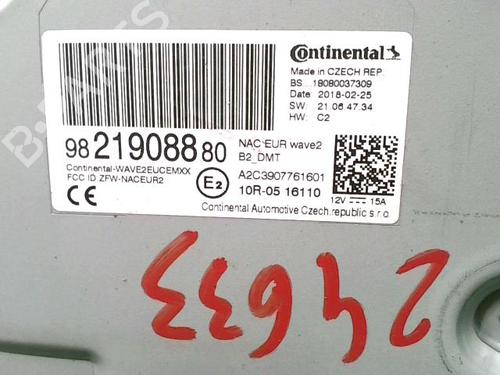 Continental
Made in CZECH REP.
BS. 18080037309
Date: 2018-02-25
SW: 21.06.47.34
HW: C2
98 219088 80
NAC EUR wave2
B2_DMT
Continental-WAVE2EUCEMXX
FCC ID ZFW-NACEUR2
A2C3907761601
CE
E2
10R-05 16110
12V 15A
Continental Automotive Czech.republic s.r.o.
24633
B-PARTS